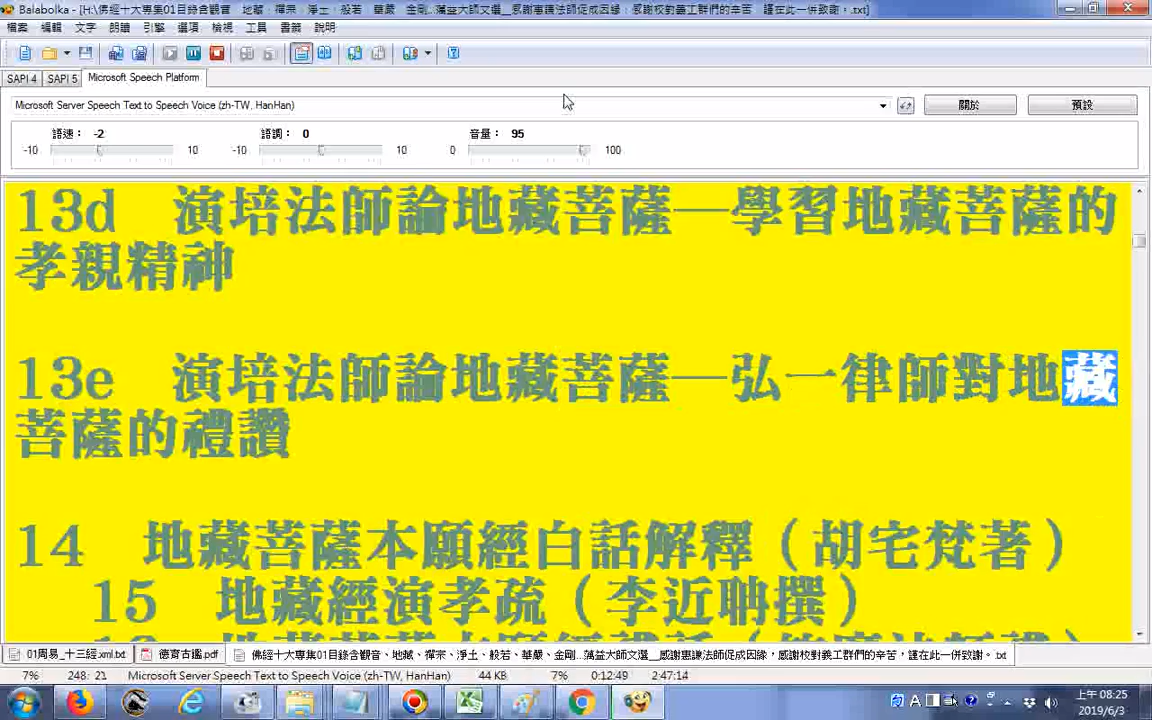 Balabolka - [H:\佛經十大專集01目錄含觀音　地藏．禪宗．淨土．般若　華嚴　金剛...蕅益大師文選__感謝惠謙法師促成因緣，感謝校對義工群們的辛苦　謹在此一併致謝。.txt]
檔案 編輯 文字 朗讀 引擎 選項 檢視 工具 書籤 說明
SAPI 4 SAPI 5 Microsoft Speech Platform
Microsoft Server Speech Text to Speech Voice (zh-TW, HanHan) 關於 預設
語速： -2 語調： 0 音量： 95
-10 10 -10 10 0 100
13d　演培法師論地藏菩薩—學習地藏菩薩的
孝親精神
13e　演培法師論地藏菩薩—弘一律師對地藏
菩薩的禮讚
14　地藏菩薩本願經白話解釋（胡宅梵著）
15　地藏經演孝疏（李近聃撰）
01周易_十三經.xml.txt 德育古鑑.pdf 佛經十大專集01目錄含觀音、地藏、禪宗、淨土、般若、華嚴、金剛...蕅益大師文選__感謝惠謙法師促成因緣，感謝校對義工群們的辛苦，謹在此一併致謝。.txt
7% 248: 21 Microsoft Server Speech Text to Speech Voice (zh-TW, HanHan) 44 KB 7% 0:12:49 2:47:14
上午 08:25
2019/6/3